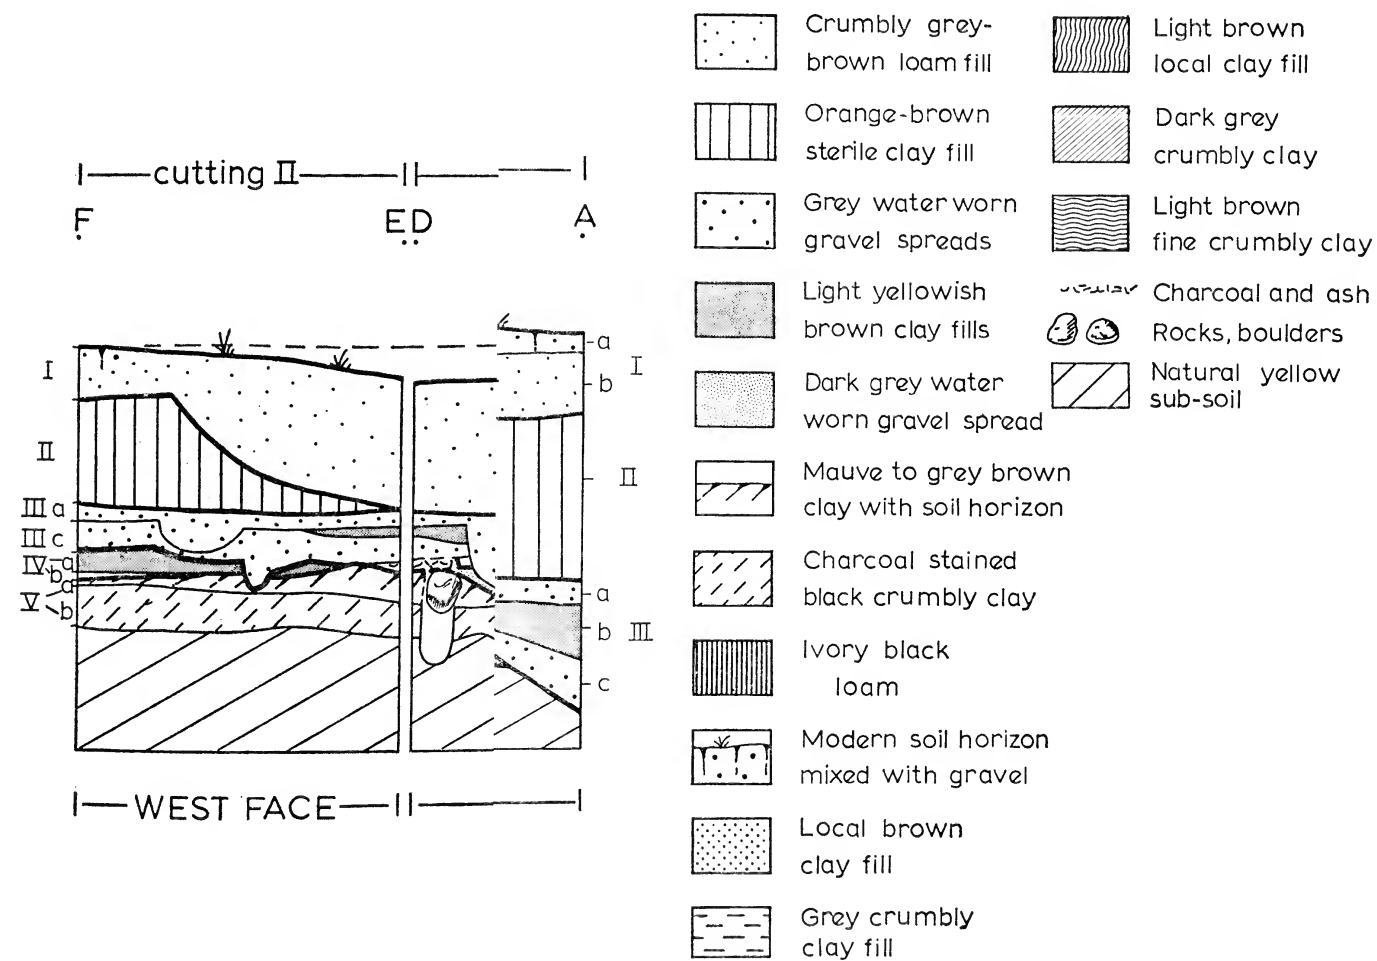 cutting II
F
E D
A
I
II
III a
III c
IV a
b
V a
b
a
I
b
II
a
b III
c
WEST FACE
Crumbly grey-
brown loam fill
Orange-brown
sterile clay fill
Grey water worn
gravel spreads
Light yellowish
brown clay fills
Dark grey water
worn gravel spread
Mauve to grey brown
clay with soil horizon
Charcoal stained
black crumbly clay
Ivory black
loam
Modern soil horizon
mixed with gravel
Local brown
clay fill
Grey crumbly
clay fill
Light brown
local clay fill
Dark grey
crumbly clay
Light brown
fine crumbly clay
Charcoal and ash
Rocks, boulders
Natural yellow
sub-soil